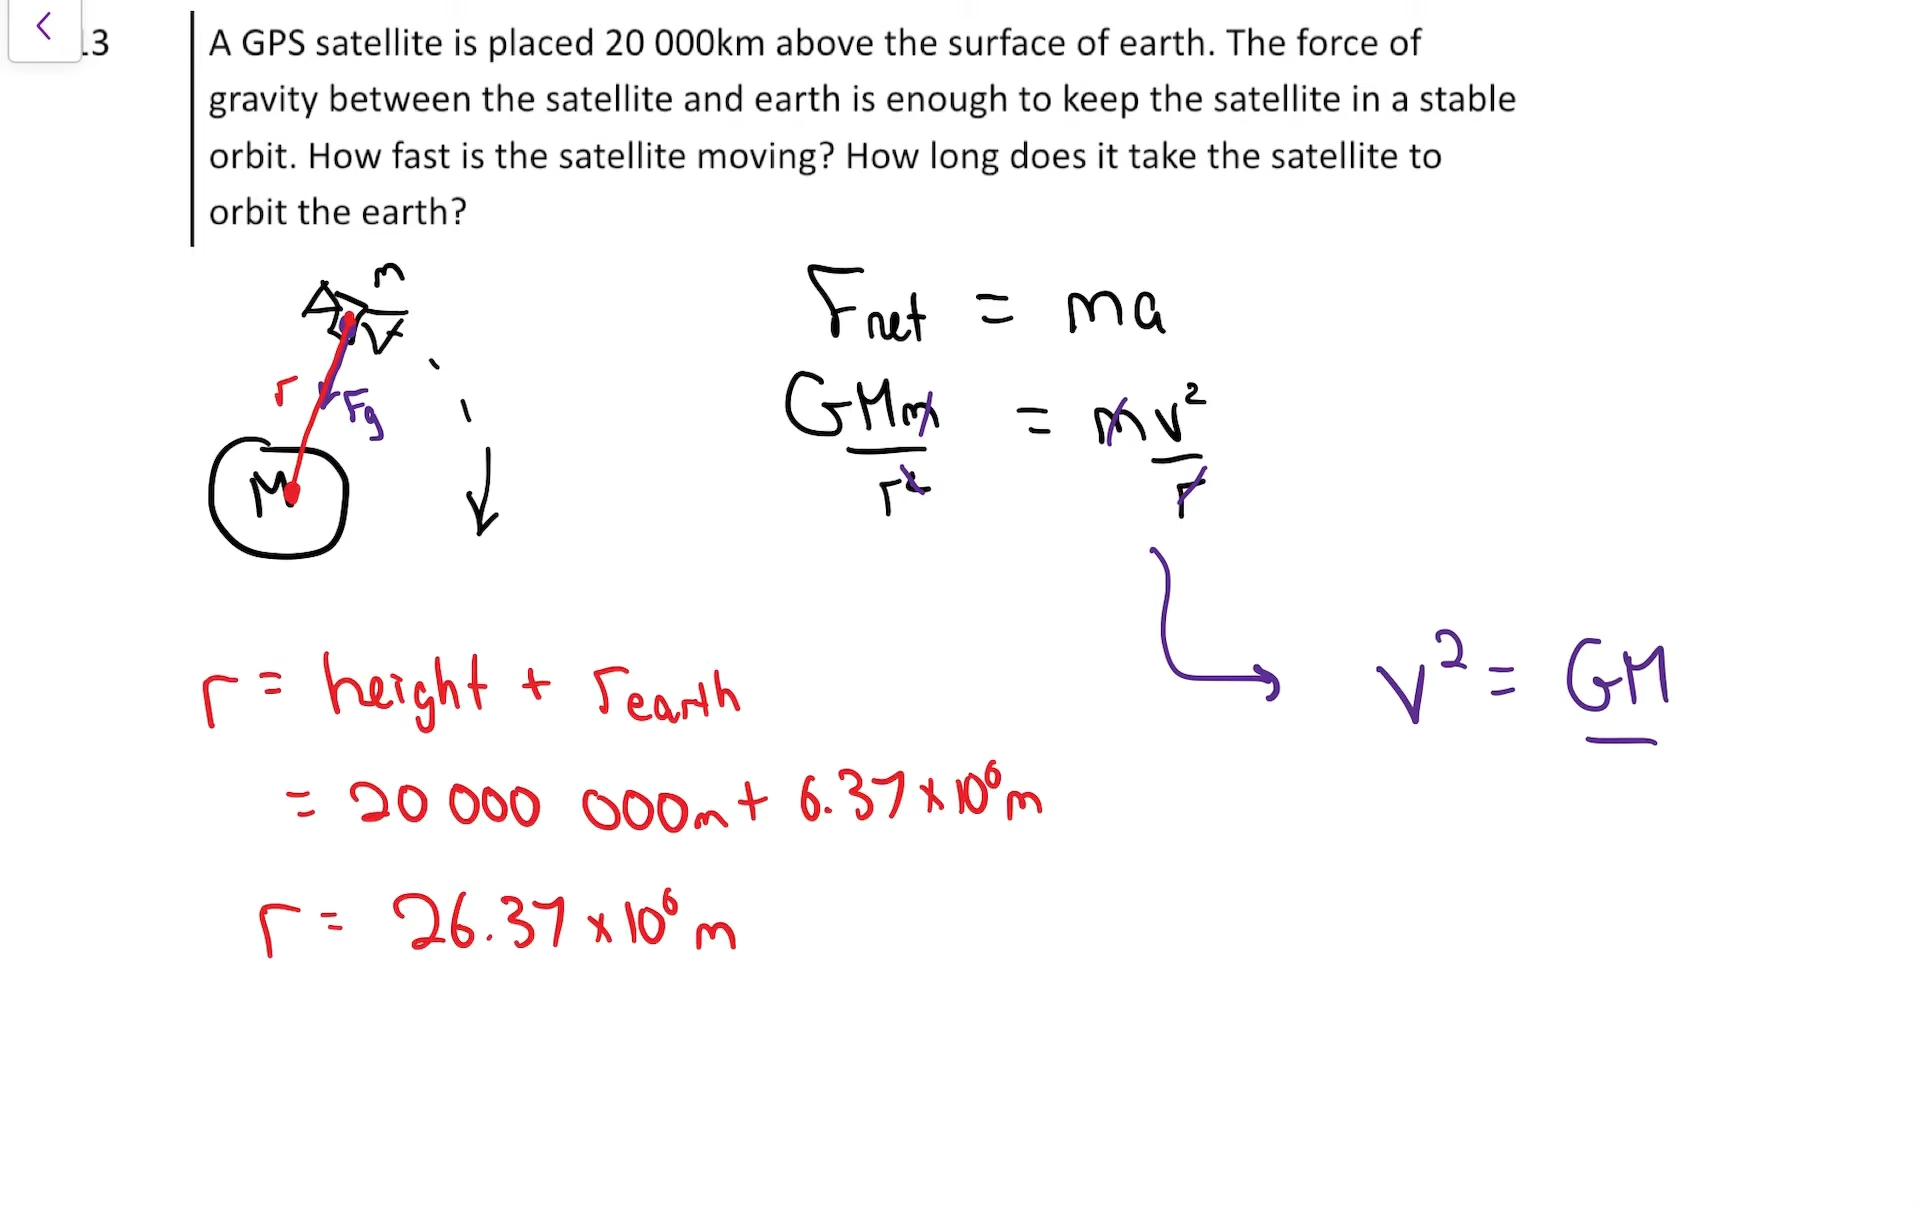 .3
A GPS satellite is placed 20 000km above the surface of earth. The force of
gravity between the satellite and earth is enough to keep the satellite in a stable
orbit. How fast is the satellite moving? How long does it take the satellite to
orbit the earth?
m
r
Fg
M
Fnet = ma
GMm/r² = mv²/r
v² = GM
r = height + rearth
= 20 000 000m + 6.37 x 10⁶m
r = 26.37 x 10⁶ m